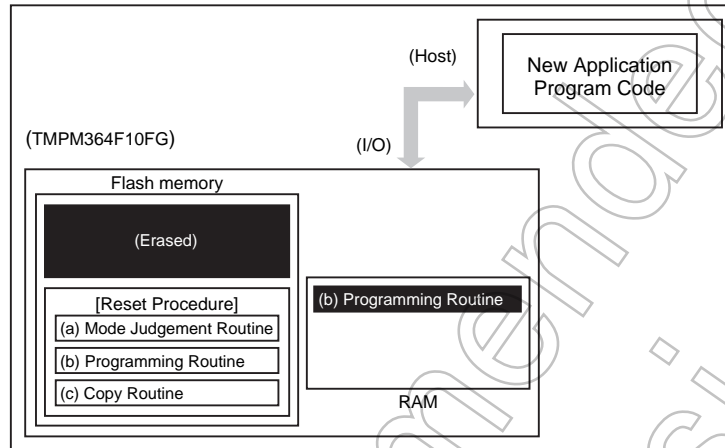 (Host)
New Application
Program Code
(TMPM364F10FG)
(I/O)
Flash memory
(Erased)
[Reset Procedure]
(a) Mode Judgement Routine
(b) Programming Routine
(c) Copy Routine
(b) Programming Routine
RAM